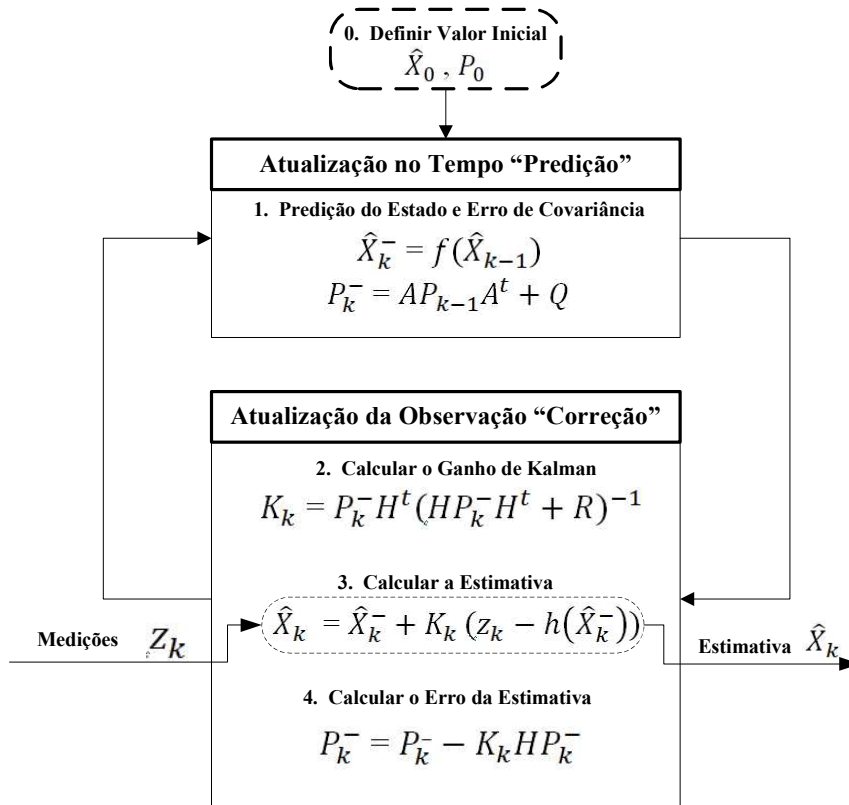 0. Definir Valor Inicial
X̂₀ , P₀
Atualização no Tempo “Predição”
1. Predição do Estado e Erro de Covariância
X̂ₖ⁻ = f(X̂ₖ₋₁)
Pₖ⁻ = APₖ₋₁Aᵗ + Q
Atualização da Observação “Correção”
2. Calcular o Ganho de Kalman
Kₖ = Pₖ⁻Hᵗ(HPₖ⁻Hᵗ + R)⁻¹
3. Calcular a Estimativa
X̂ₖ = X̂ₖ⁻ + Kₖ (zₖ − h(X̂ₖ⁻))
Medições Zₖ
Estimativa X̂ₖ
4. Calcular o Erro da Estimativa
Pₖ⁻ = Pₖ⁻ − KₖHPₖ⁻